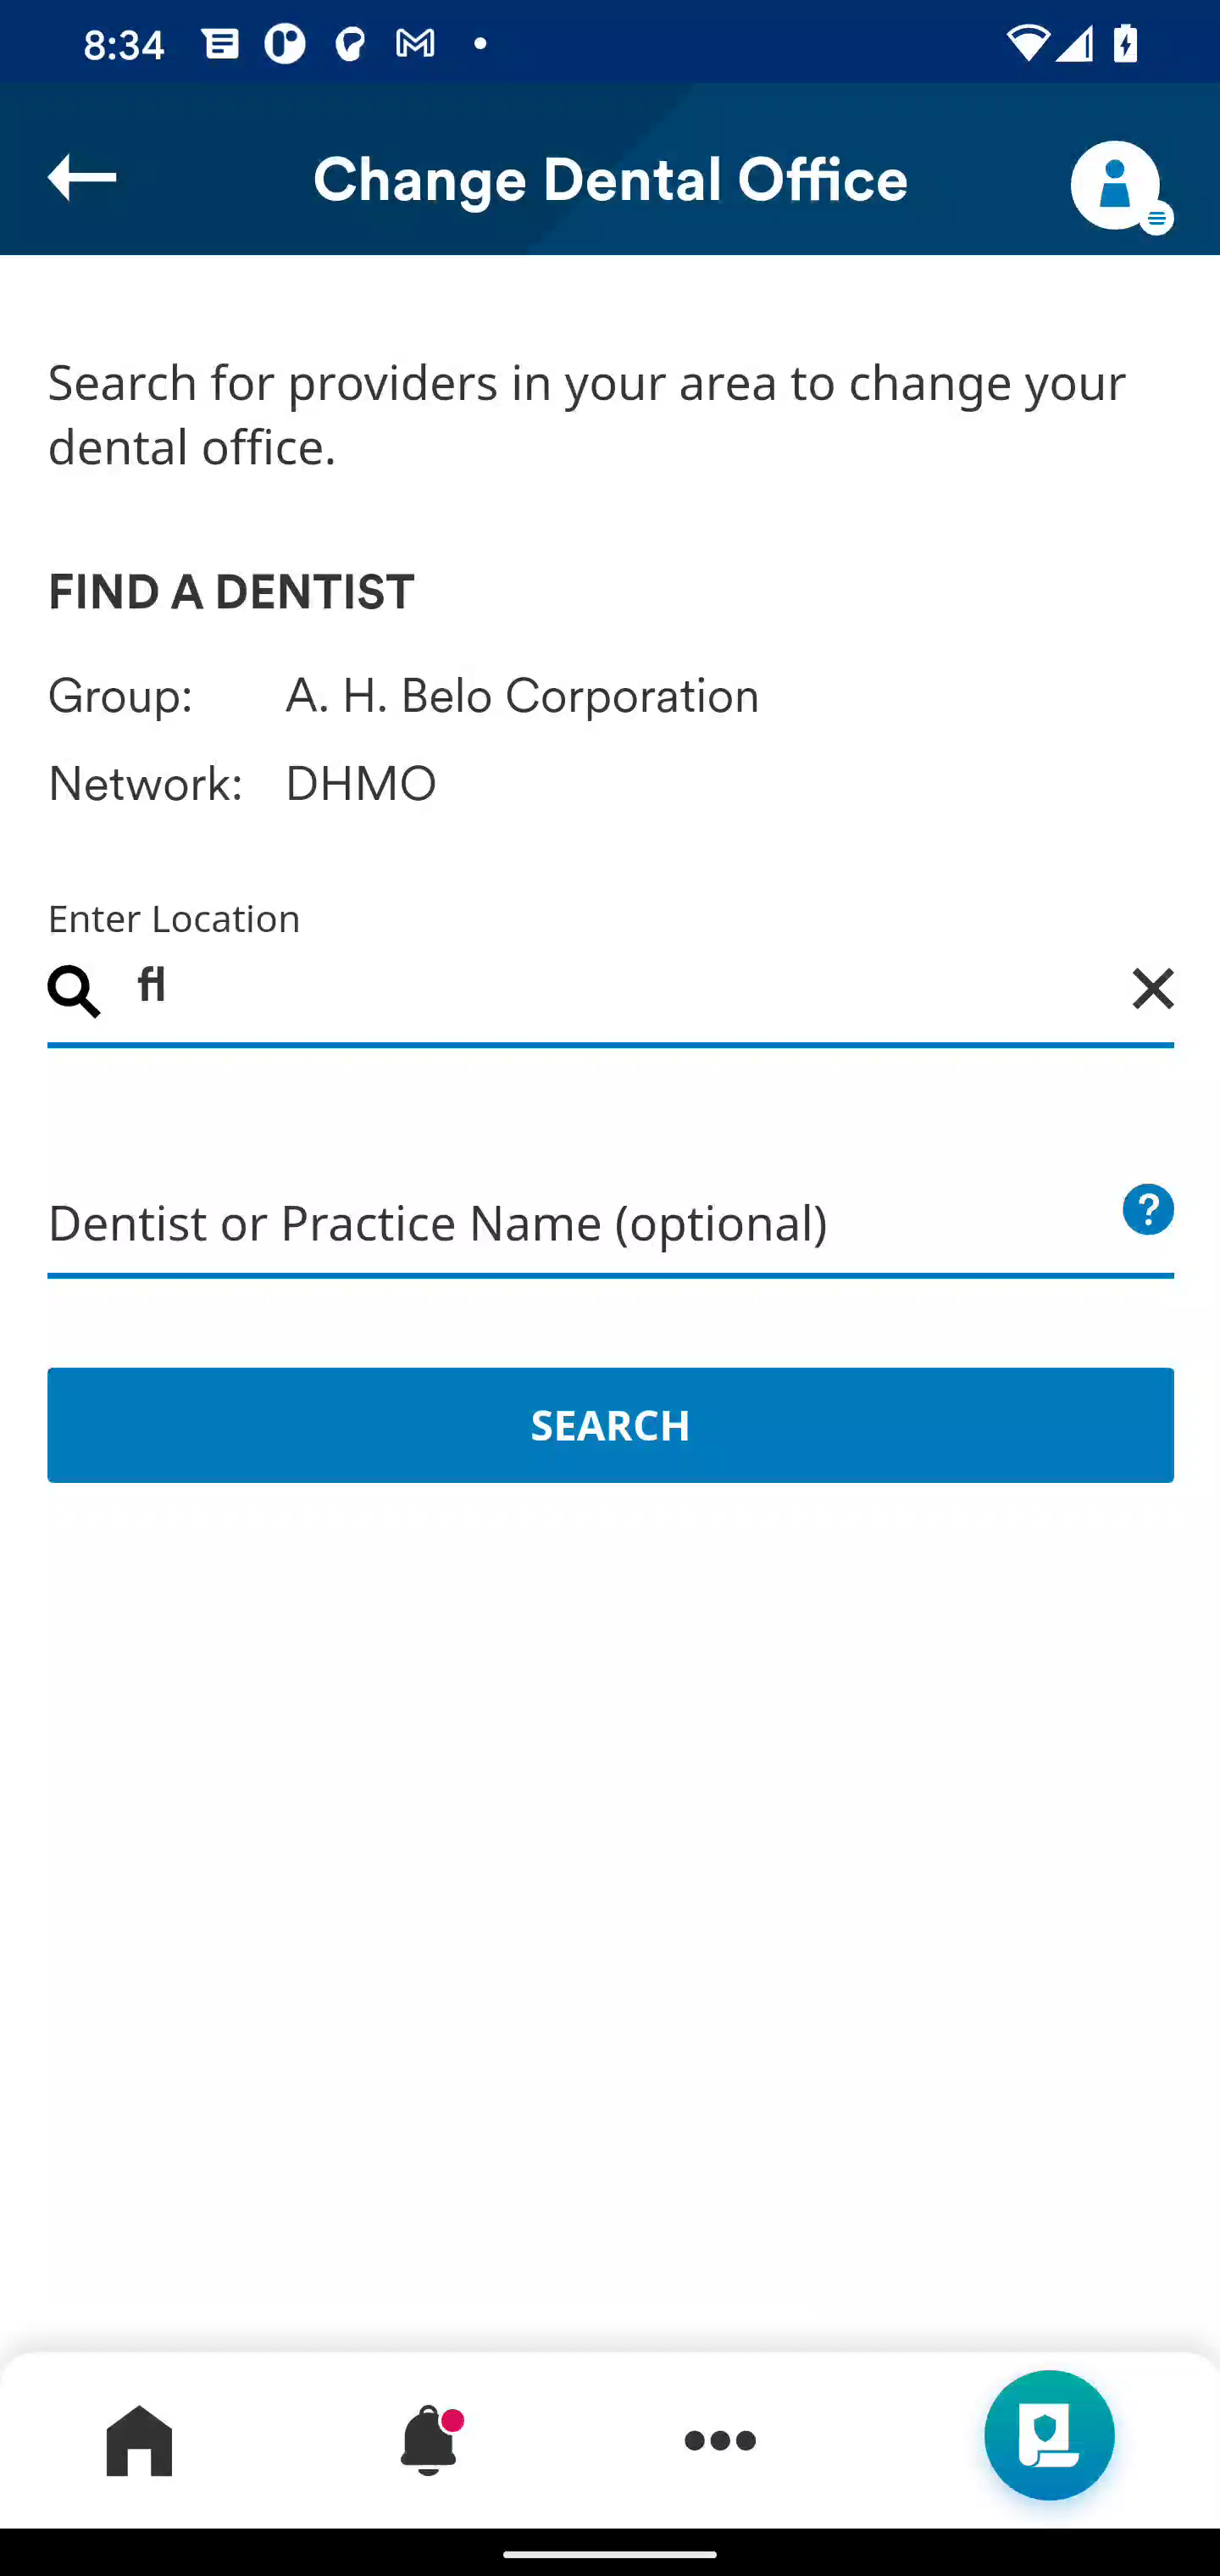 8:34
Change Dental Office
Search for providers in your area to change your
dental office.
FIND A DENTIST
Group: A. H. Belo Corporation
Network: DHMO
Enter Location
fl
Dentist or Practice Name (optional)
?
SEARCH